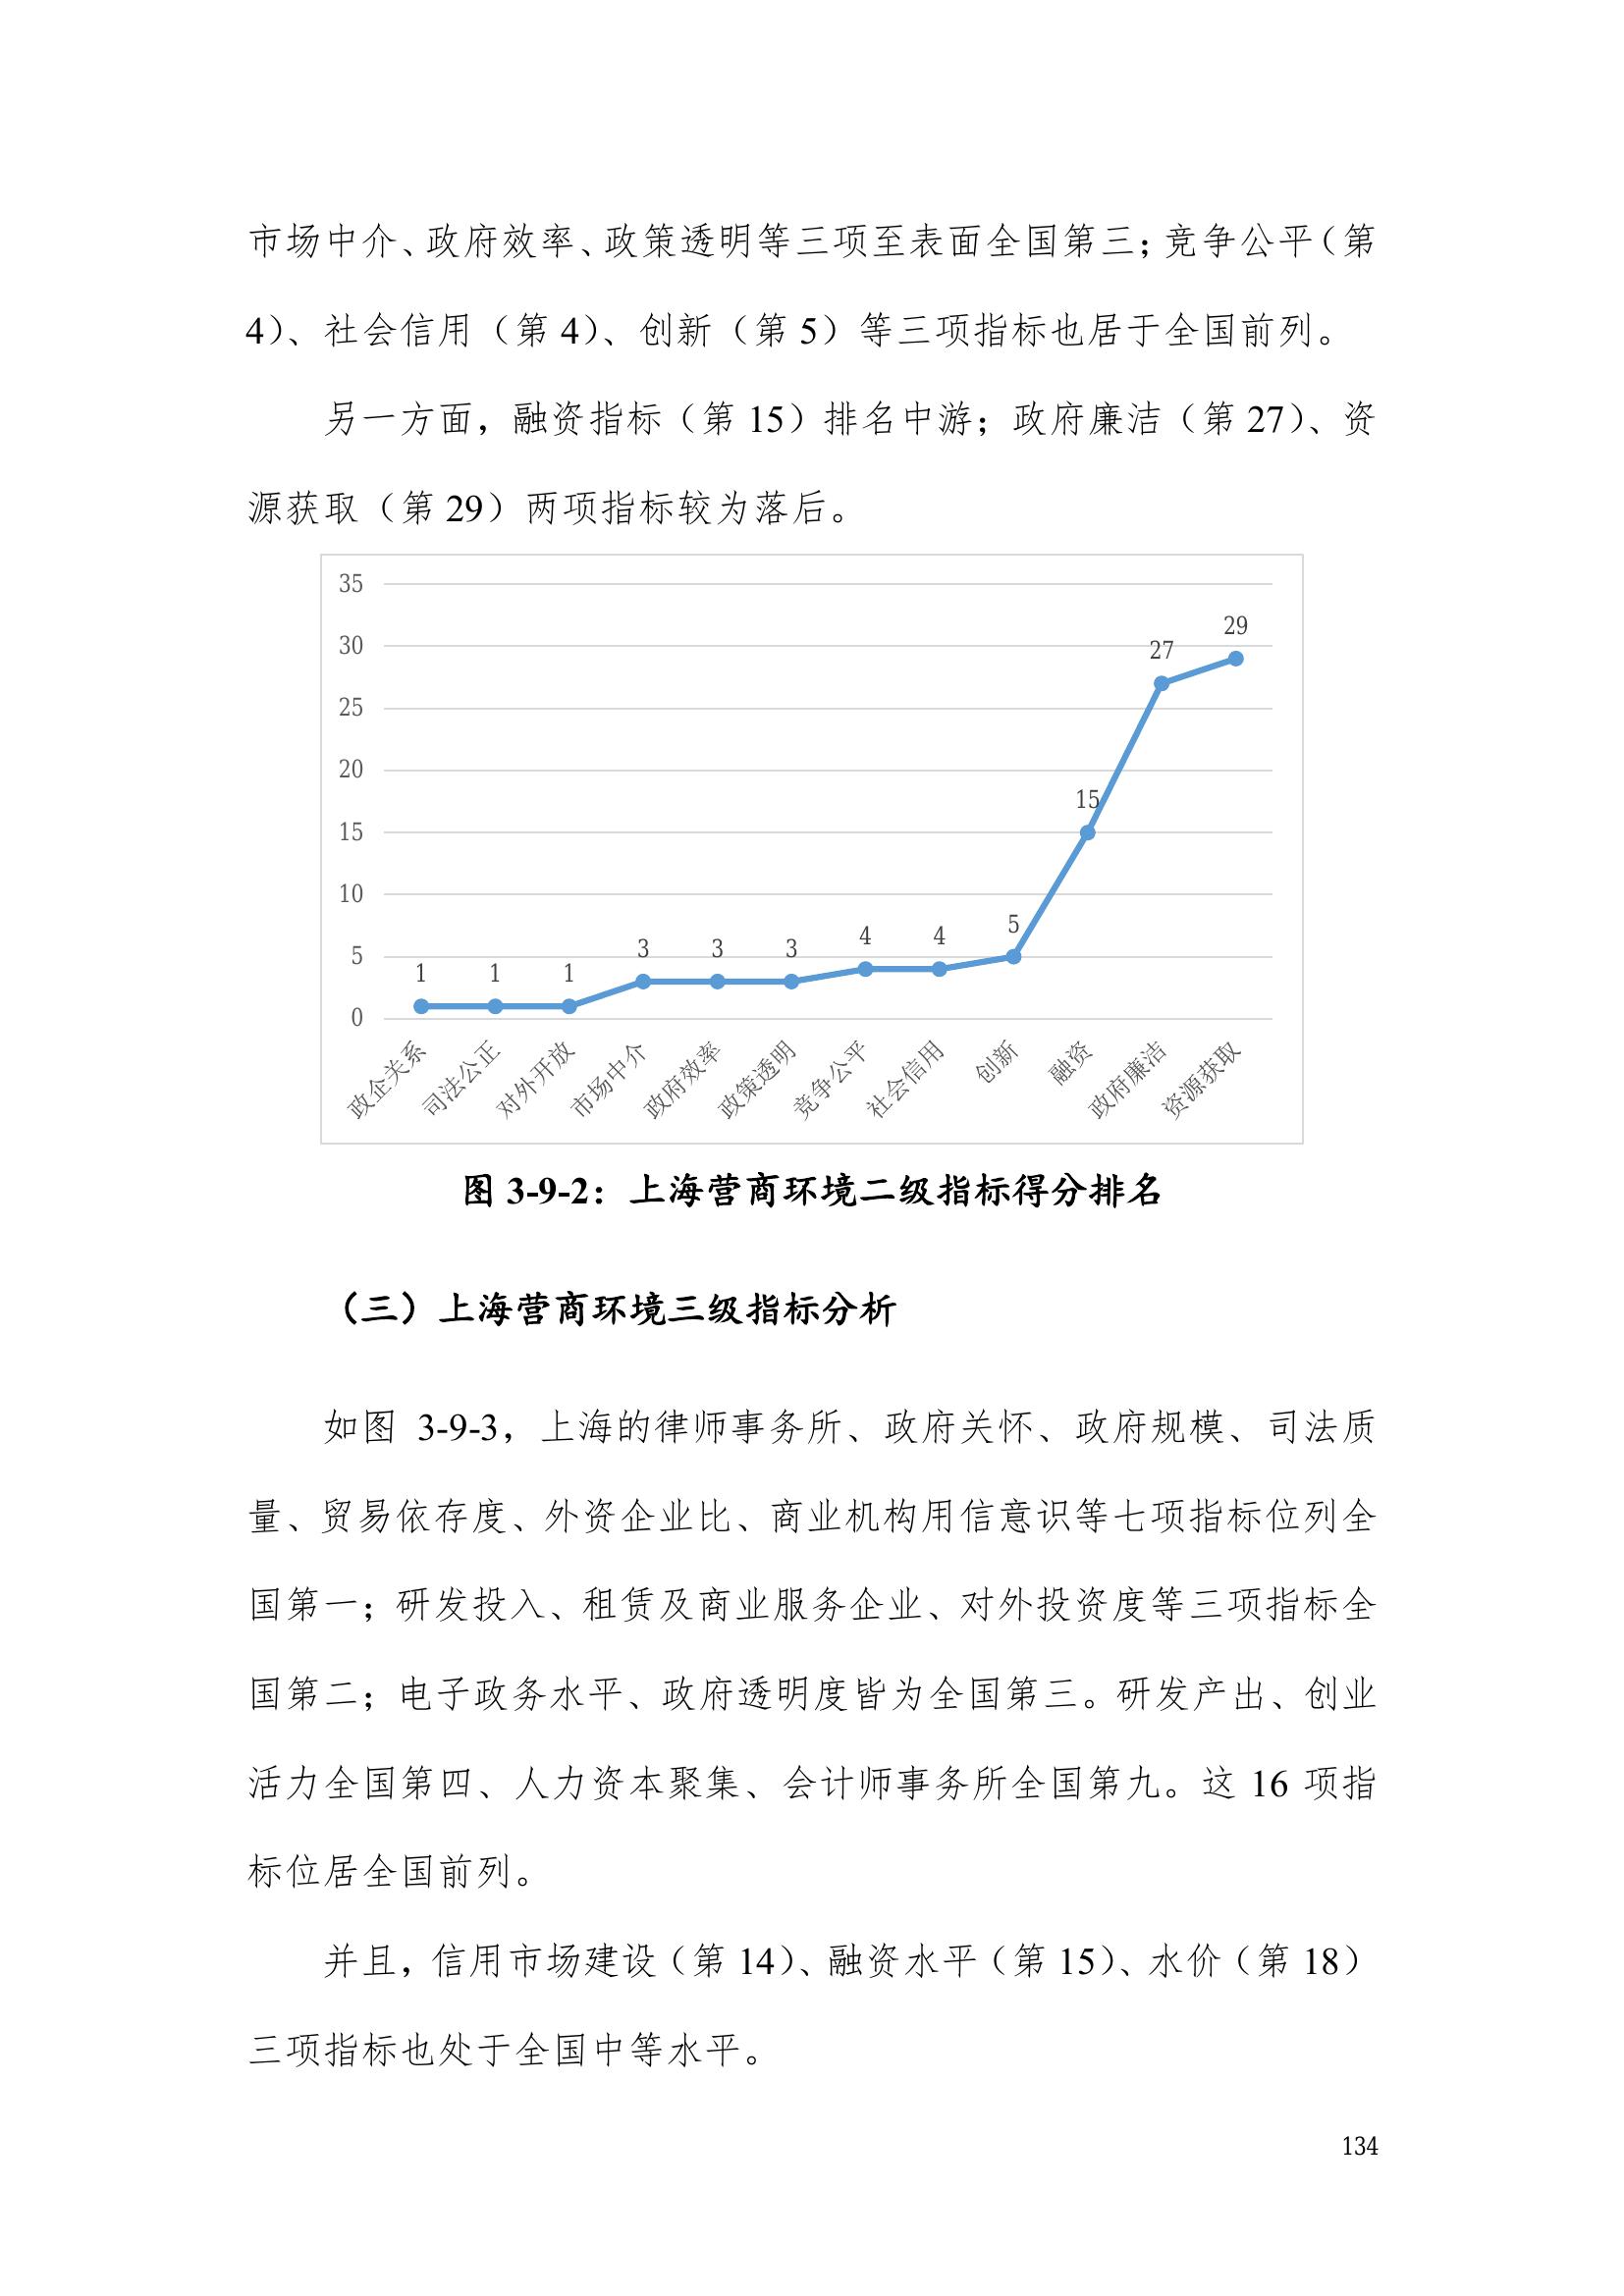 市场中介、政府效率、政策透明等三项至表面全国第三；竞争公平（第
4）、社会信用（第 4）、创新（第 5）等三项指标也居于全国前列。
另一方面，融资指标（第 15）排名中游；政府廉洁（第 27）、资
源获取（第 29）两项指标较为落后。
35
30
25
20
15
10
5
0
1
1
1
3
3
3
4
4
5
15
27
29
政企关系
司法公正
对外开放
市场中介
政府效率
政策透明
竞争公平
社会信用
创新
融资
政府廉洁
资源获取
图 3-9-2：上海营商环境二级指标得分排名
（三）上海营商环境三级指标分析
如图 3-9-3，上海的律师事务所、政府关怀、政府规模、司法质
量、贸易依存度、外资企业比、商业机构用信意识等七项指标位列全
国第一；研发投入、租赁及商业服务企业、对外投资度等三项指标全
国第二；电子政务水平、政府透明度皆为全国第三。研发产出、创业
活力全国第四、人力资本聚集、会计师事务所全国第九。这 16 项指
标位居全国前列。
并且，信用市场建设（第 14）、融资水平（第 15）、水价（第 18）
三项指标也处于全国中等水平。
134